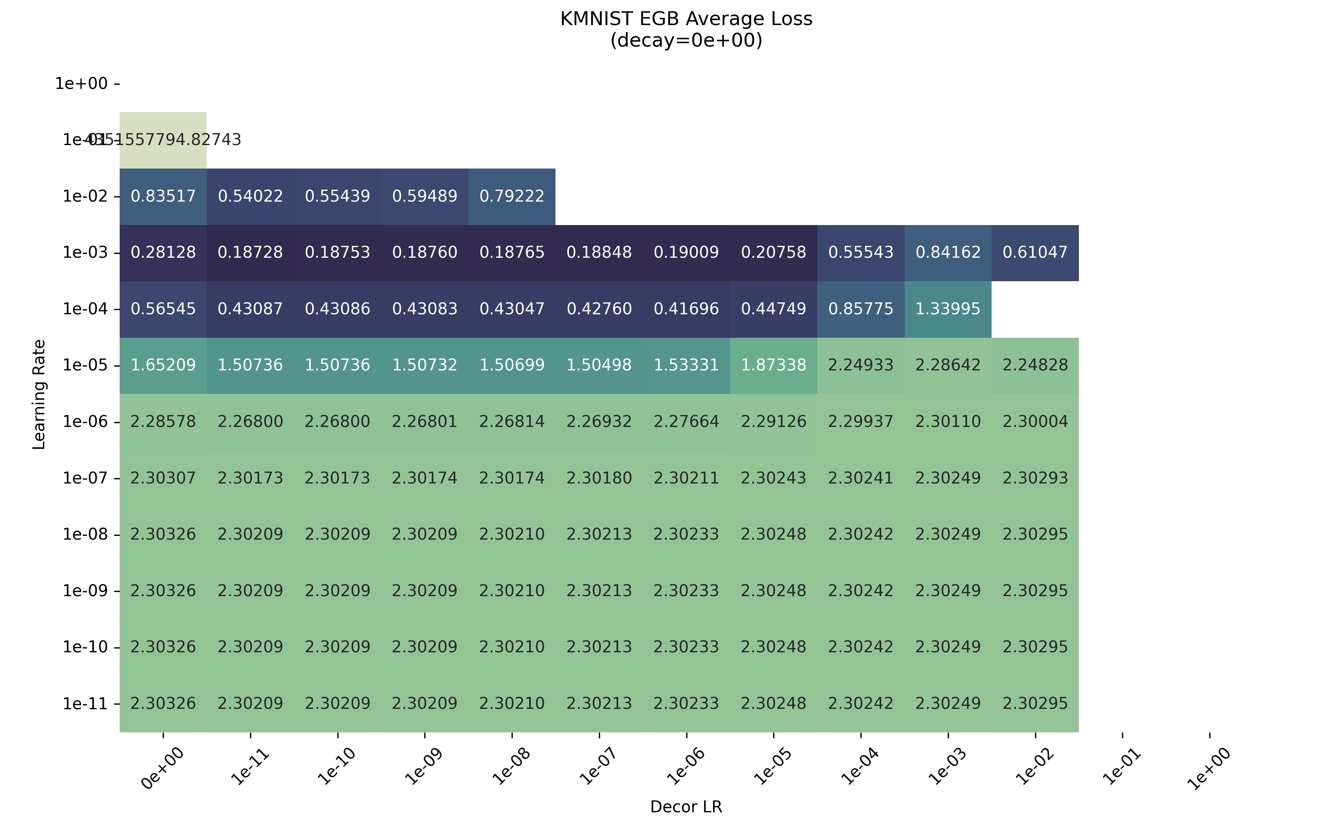 KMNIST EGB Average Loss
(decay=0e+00)
Learning Rate
1e+00
1e-01 4351557794.82743
1e-02 0.83517 0.54022 0.55439 0.59489 0.79222
1e-03 0.28128 0.18728 0.18753 0.18760 0.18765 0.18848 0.19009 0.20758 0.55543 0.84162 0.61047
1e-04 0.56545 0.43087 0.43086 0.43083 0.43047 0.42760 0.41696 0.44749 0.85775 1.33995
1e-05 1.65209 1.50736 1.50736 1.50732 1.50699 1.50498 1.53331 1.87338 2.24933 2.28642 2.24828
1e-06 2.28578 2.26800 2.26800 2.26801 2.26814 2.26932 2.27664 2.29126 2.29937 2.30110 2.30004
1e-07 2.30307 2.30173 2.30173 2.30174 2.30174 2.30180 2.30211 2.30243 2.30241 2.30249 2.30293
1e-08 2.30326 2.30209 2.30209 2.30209 2.30210 2.30213 2.30233 2.30248 2.30242 2.30249 2.30295
1e-09 2.30326 2.30209 2.30209 2.30209 2.30210 2.30213 2.30233 2.30248 2.30242 2.30249 2.30295
1e-10 2.30326 2.30209 2.30209 2.30209 2.30210 2.30213 2.30233 2.30248 2.30242 2.30249 2.30295
1e-11 2.30326 2.30209 2.30209 2.30209 2.30210 2.30213 2.30233 2.30248 2.30242 2.30249 2.30295
0e+00 1e-11 1e-10 1e-09 1e-08 1e-07 1e-06 1e-05 1e-04 1e-03 1e-02 1e-01 1e+00
Decor LR